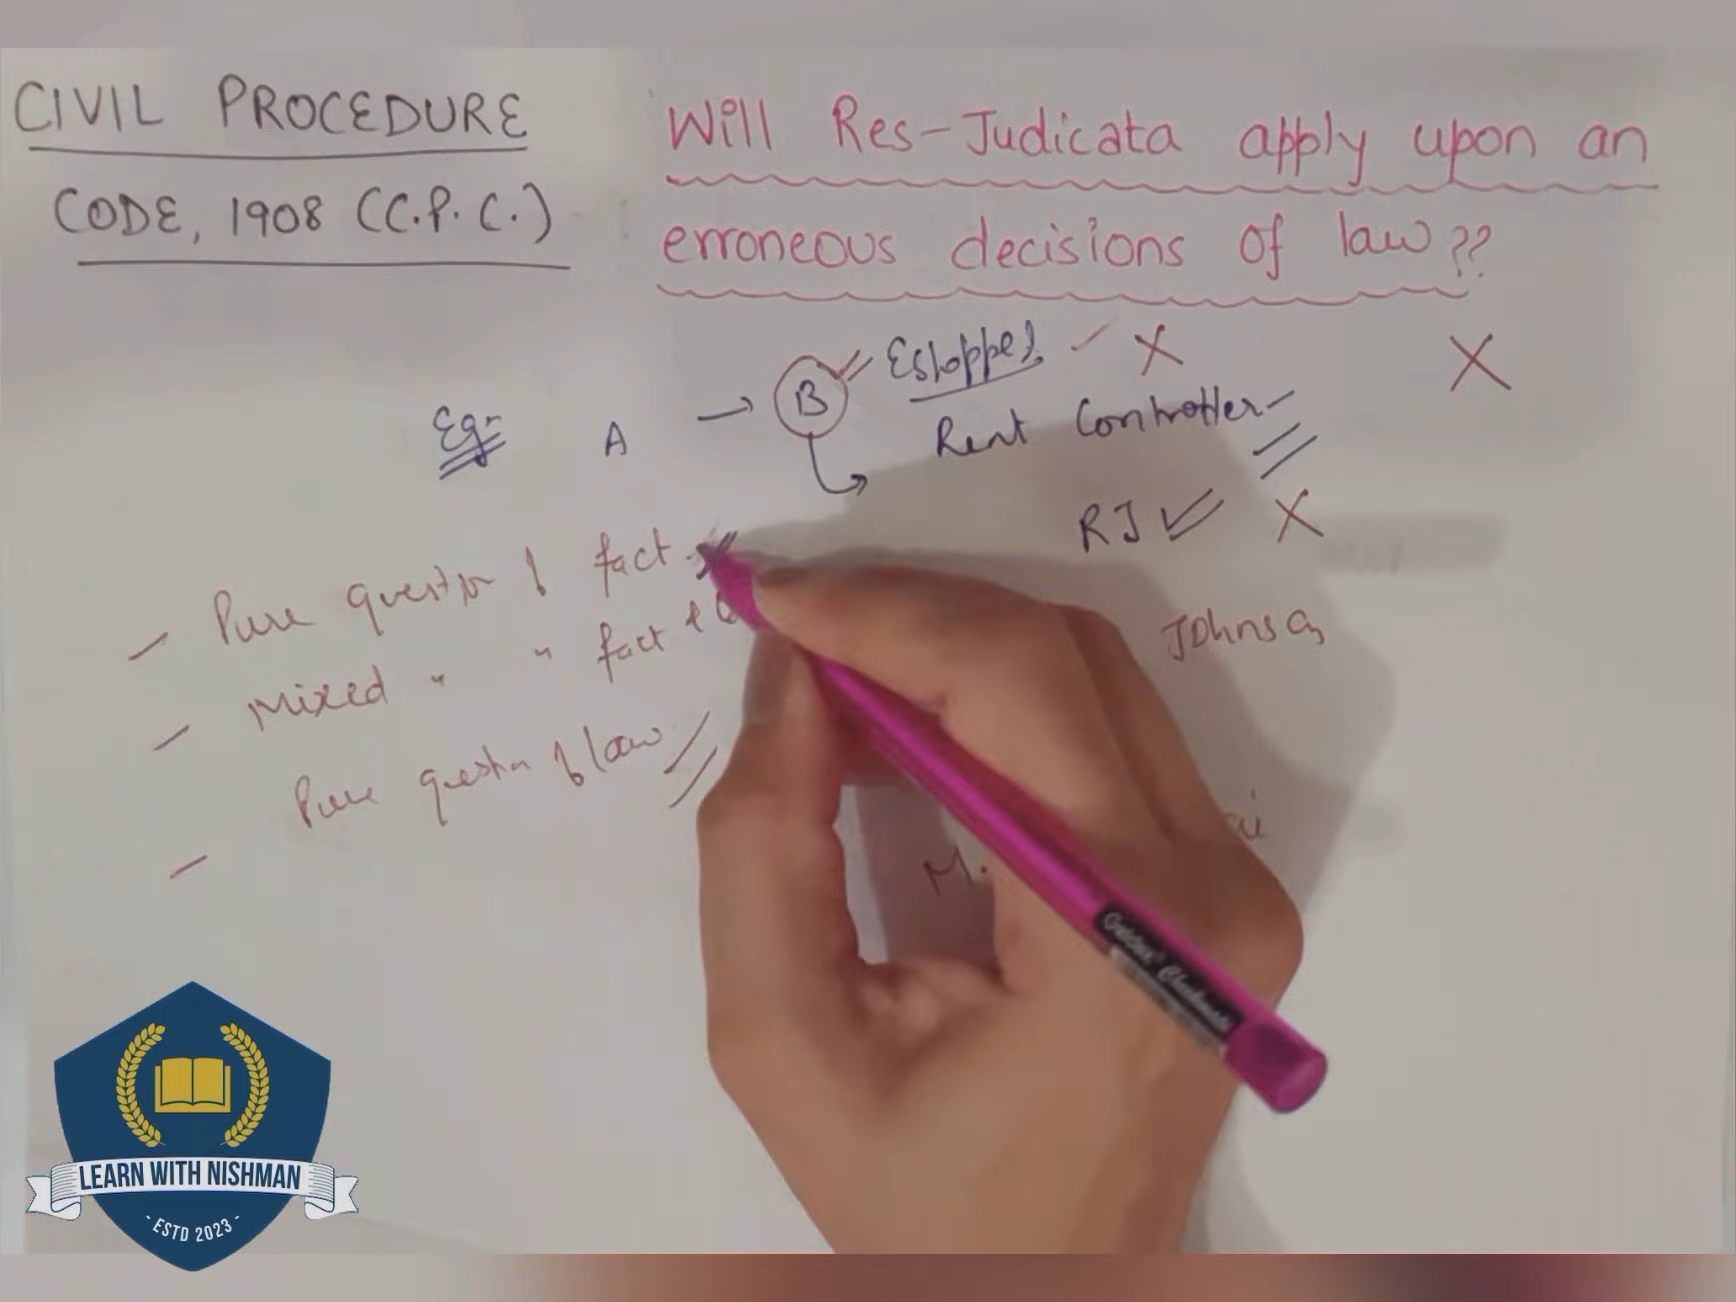 CIVIL PROCEDURE
CODE, 1908 (C.P.C.)
Will Res-Judicata apply upon an
erroneous decisions of law??
Eg:- A → B Estoppel ✓ X X
Rent Controller
RJ ✓ X
– Pure question of fact
– Mixed " " fact &
Pure question of law
–
Johnson
M.
LEARN WITH NISHMAN
- ESTD 2023 -